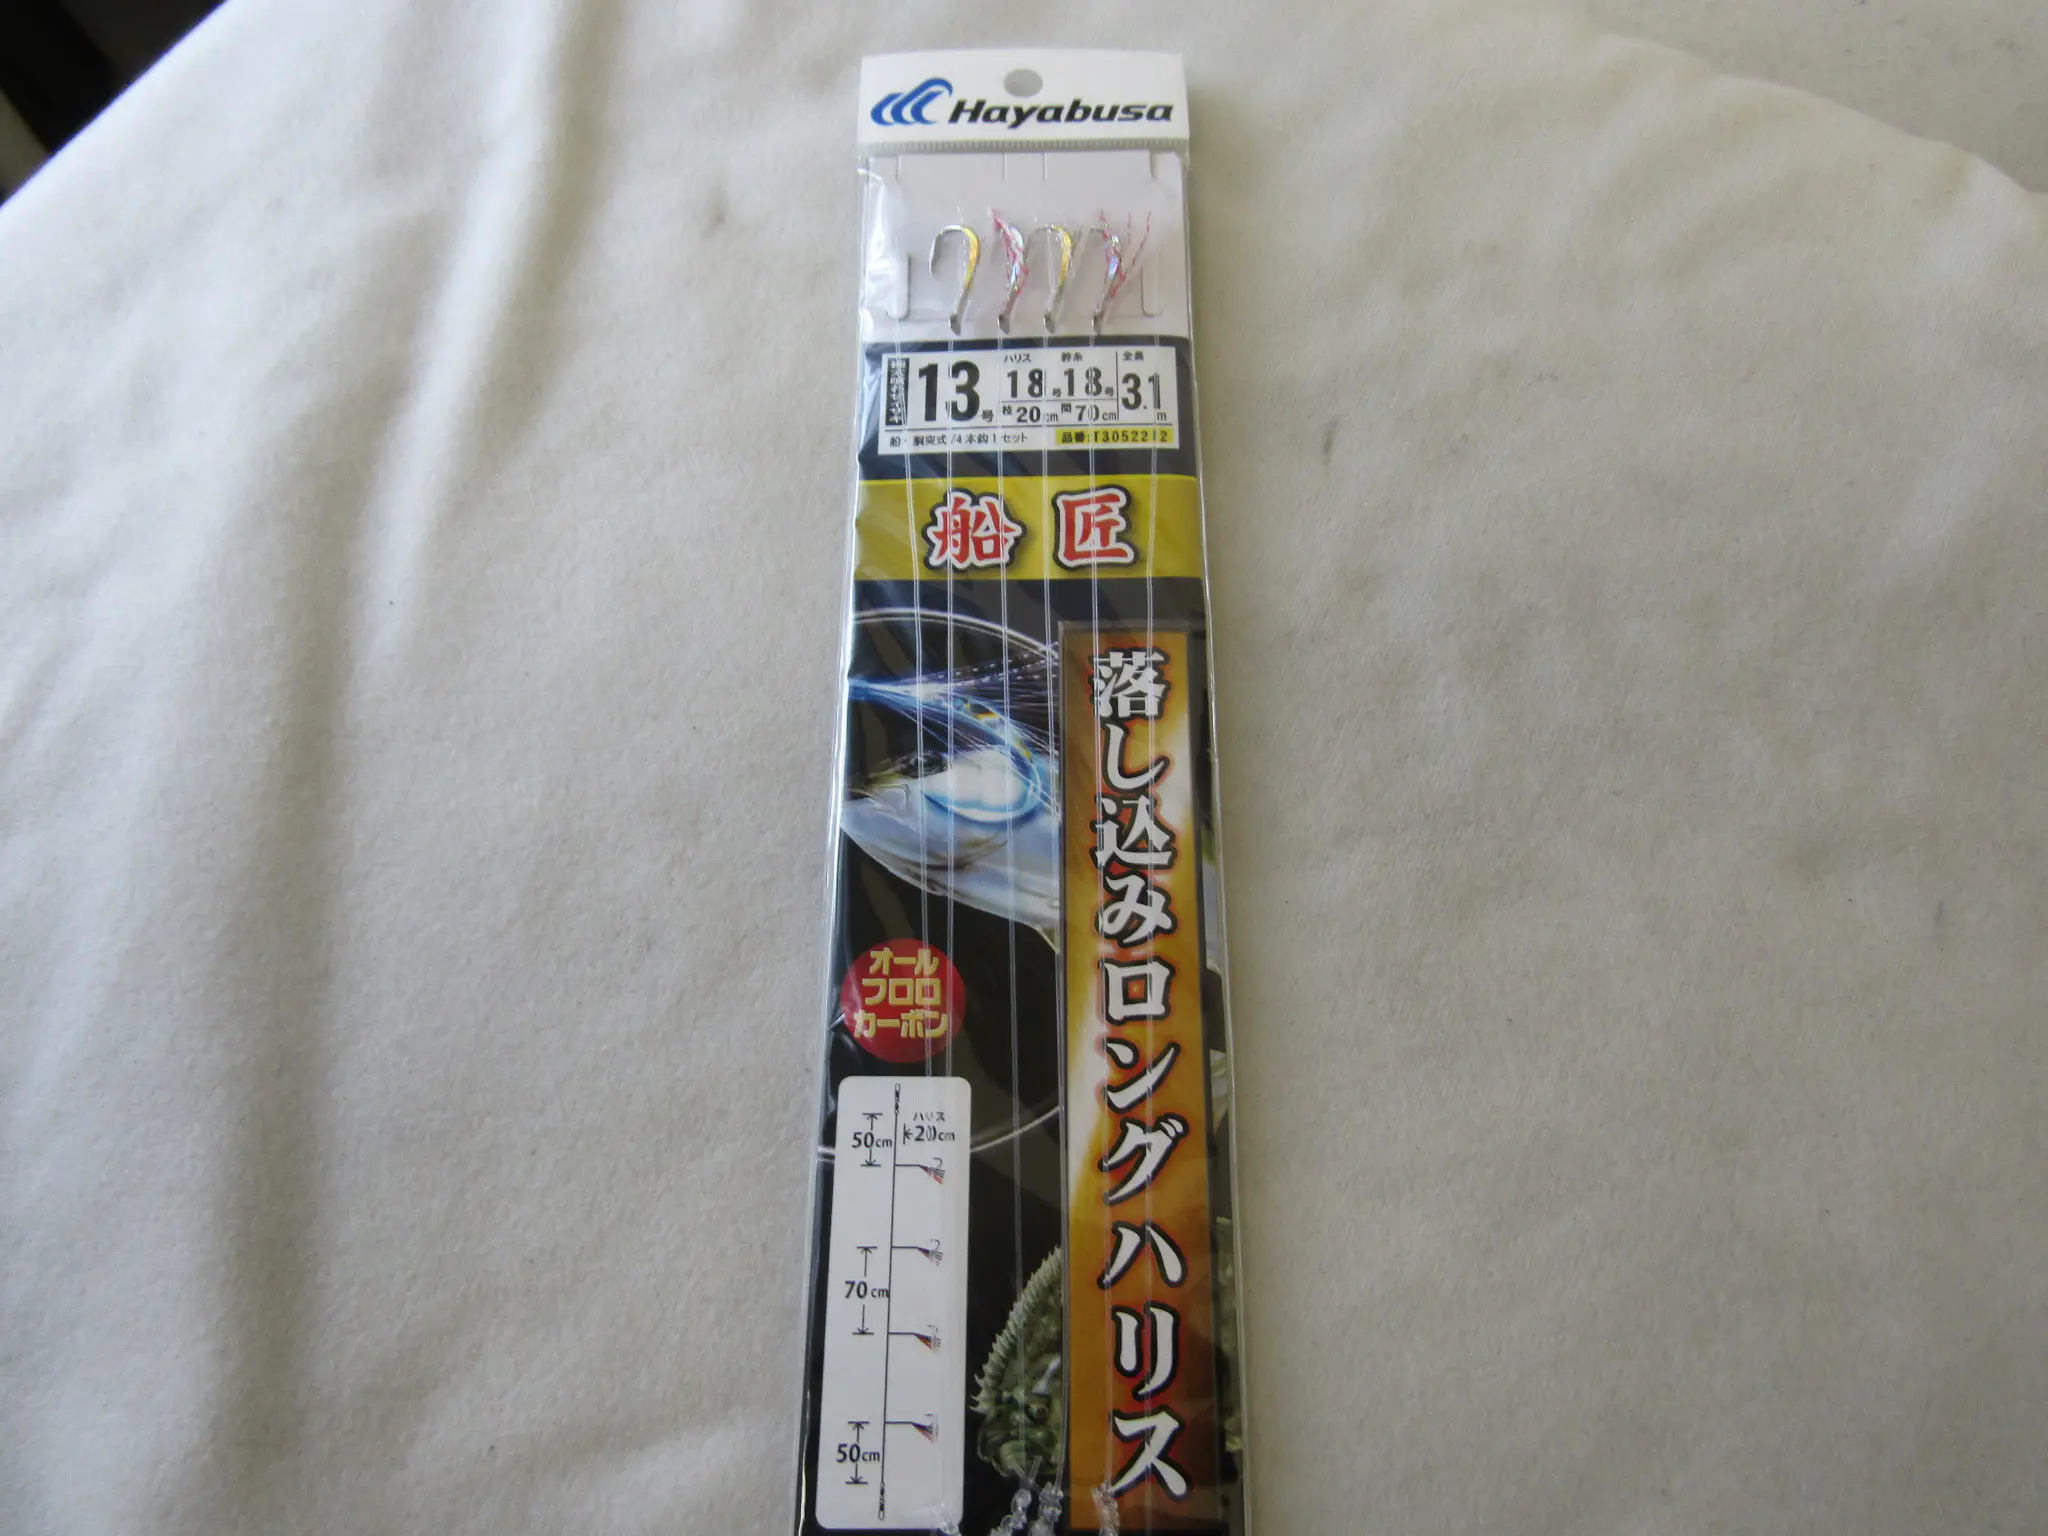 Hayabusa
13号
ハリス 18号
幹糸 18号
全長 3.1m
枝 20cm
間 70cm
船・胴突式/4本鈎1セット
品番:T3052212
船匠
落し込みロングハリス
オール
フロロ
カーボン
ハリス
50cm
20cm
70cm
50cm